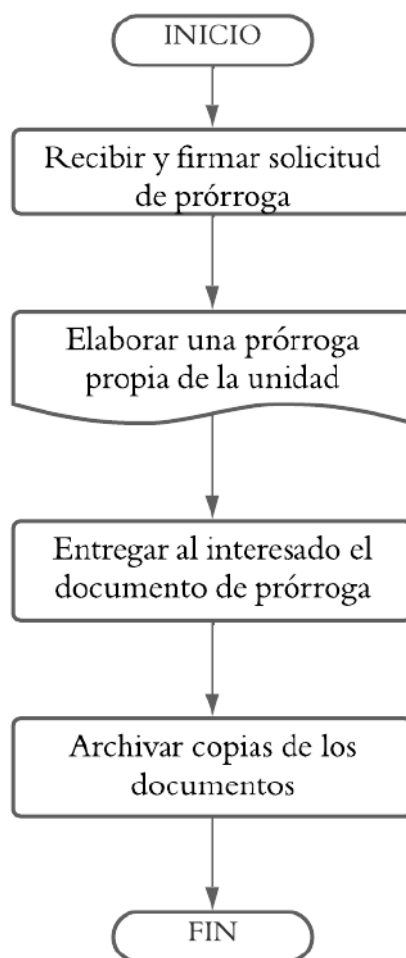 INICIO
Recibir y firmar solicitud
de prórroga
Elaborar una prórroga
propia de la unidad
Entregar al interesado el
documento de prórroga
Archivar copias de los
documentos
FIN